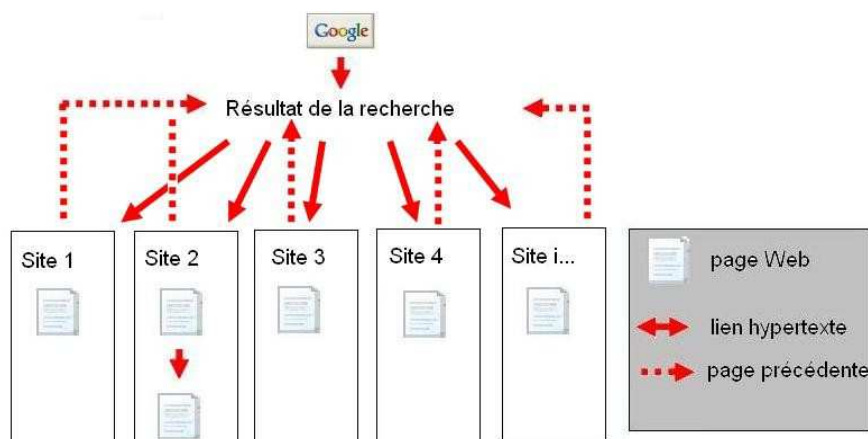 Google
Résultat de la recherche
Site 1
Site 2
Site 3
Site 4
Site i...
page Web
lien hypertexte
page précédente